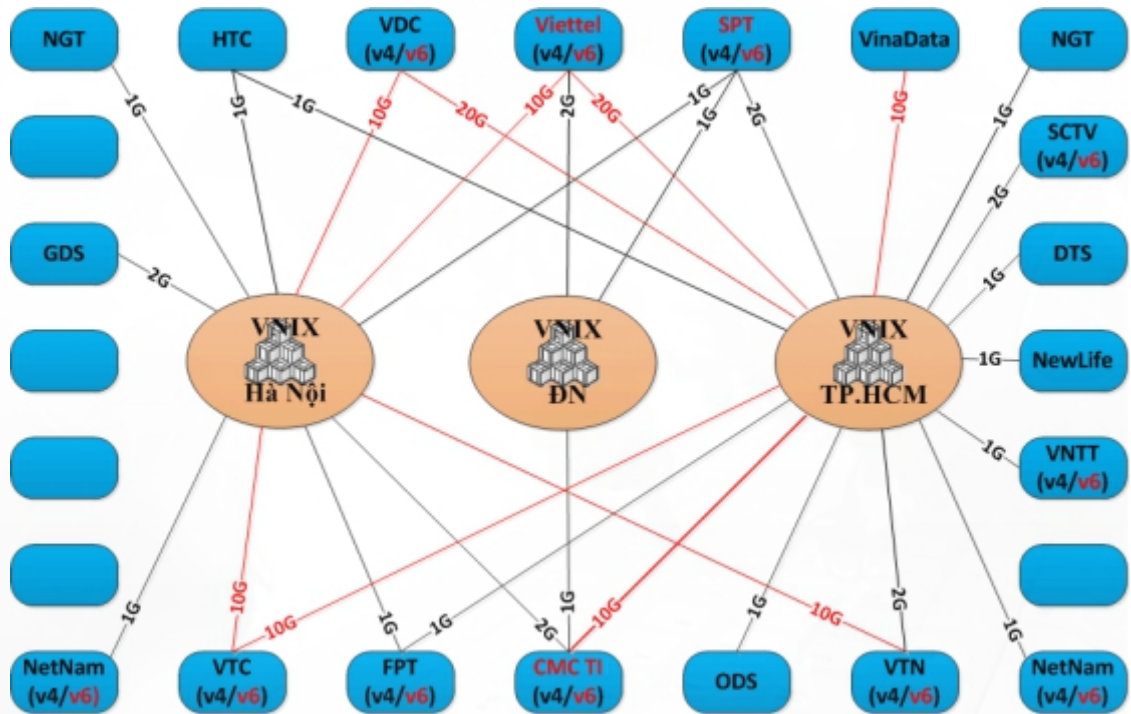 NGT
HTC
VDC
(v4/v6)
Viettel
(v4/v6)
SPT
(v4/v6)
VinaData
NGT
1G
1G
1G
10G
20G
10G
2G
20G
1G
1G
2G
10G
1G
SCTV
(v4/v6)
2G
GDS
2G
DTS
1G
VNIX
Hà Nội
VNIX
ĐN
VNIX
TP.HCM
1G
NewLife
1G
VNTT
(v4/v6)
1G
10G
10G
1G
1G
2G
1G
10G
1G
10G
2G
1G
NetNam
(v4/v6)
VTC
(v4/v6)
FPT
(v4/v6)
CMC TI
(v4/v6)
ODS
VTN
(v4/v6)
NetNam
(v4/v6)